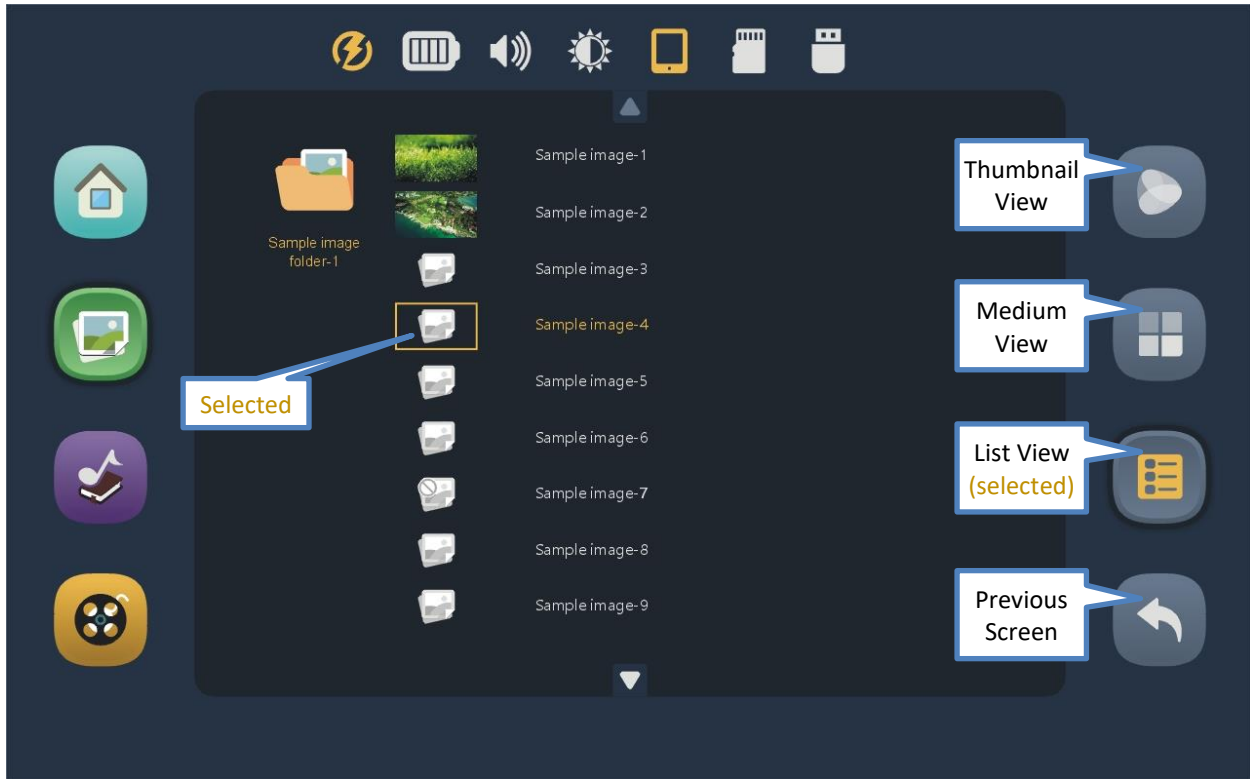 Sample image-1
Sample image-2
Sample image
folder-1
Sample image-3
Sample image-4
Sample image-5
Sample image-6
Sample image-7
Sample image-8
Sample image-9
Selected
Thumbnail
View
Medium
View
List View
(selected)
Previous
Screen